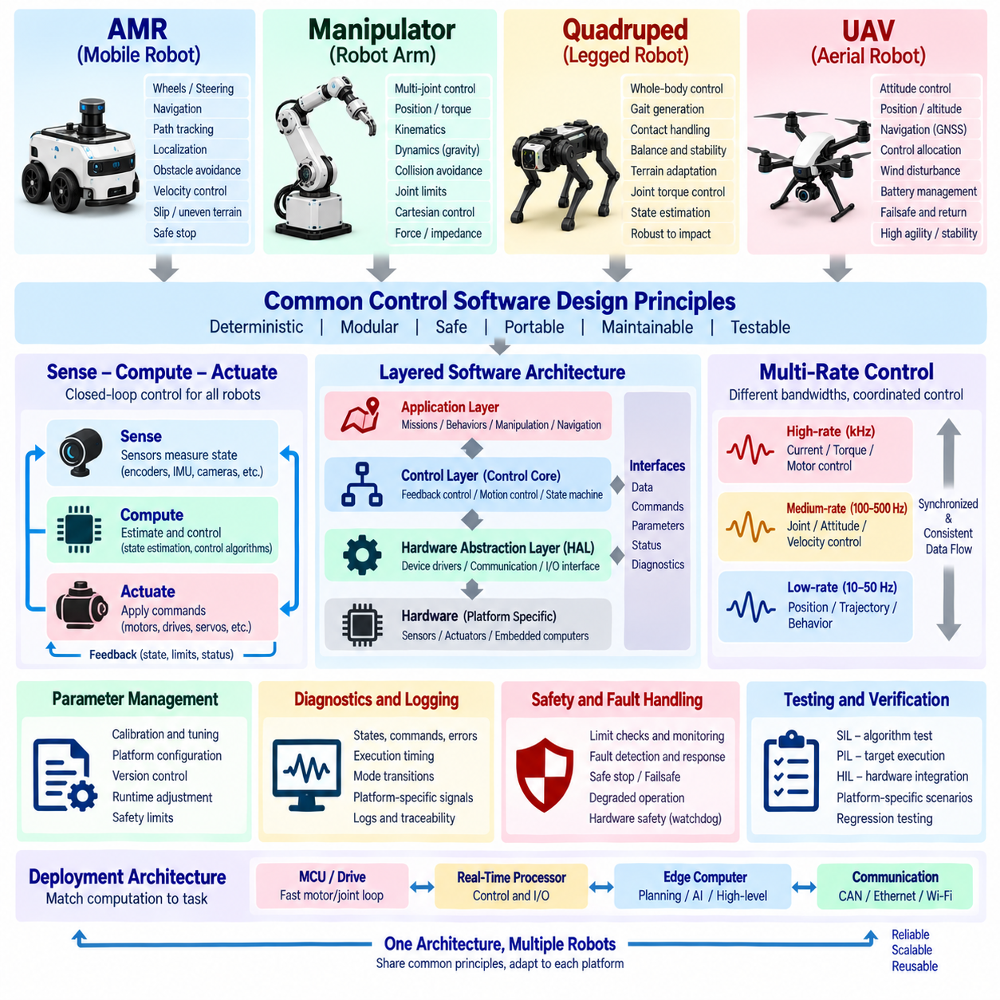 AMR
(Mobile Robot)
Wheels / Steering
Navigation
Path tracking
Localization
Obstacle avoidance
Velocity control
Slip / uneven terrain
Safe stop
Manipulator
(Robot Arm)
Multi-joint control
Position / torque
Kinematics
Dynamics (gravity)
Collision avoidance
Joint limits
Cartesian control
Force / impedance
Quadruped
(Legged Robot)
Whole-body control
Gait generation
Contact handling
Balance and stability
Terrain adaptation
Joint torque control
State estimation
Robust to impact
UAV
(Aerial Robot)
Attitude control
Position / altitude
Navigation (GNSS)
Control allocation
Wind disturbance
Battery management
Failsafe and return
High agility / stability
Common Control Software Design Principles
Deterministic | Modular | Safe | Portable | Maintainable | Testable
Sense – Compute – Actuate
Closed-loop control for all robots
Sense
Sensors measure state
(encoders, IMU, cameras, etc.)
Compute
Estimate and control
(state estimation, control algorithms)
Actuate
Apply commands
(motors, drives, servos, etc.)
Feedback (state, limits, status)
Layered Software Architecture
Application Layer
Missions / Behaviors / Manipulation / Navigation
Control Layer (Control Core)
Feedback control / Motion control / State machine
Hardware Abstraction Layer (HAL)
Device drivers / Communication / I/O interface
Hardware (Platform Specific)
Sensors / Actuators / Embedded computers
Interfaces
Data
Commands
Parameters
Status
Diagnostics
Multi-Rate Control
Different bandwidths, coordinated control
High-rate (kHz)
Current / Torque /
Motor control
Medium-rate (100–500 Hz)
Joint / Attitude /
Velocity control
Low-rate (10–50 Hz)
Position / Trajectory /
Behavior
Synchronized
&
Consistent
Data Flow
Parameter Management
Calibration and tuning
Platform configuration
Version control
Runtime adjustment
Safety limits
Diagnostics and Logging
States, commands, errors
Execution timing
Mode transitions
Platform-specific signals
Logs and traceability
Safety and Fault Handling
Limit checks and monitoring
Fault detection and response
Safe stop / Failsafe
Degraded operation
Hardware safety (watchdog)
Testing and Verification
SIL – algorithm test
PIL – target execution
HIL – hardware integration
Platform-specific scenarios
Regression testing
Deployment Architecture
Match computation to task
MCU / Drive
Fast motor/joint loop
Real-Time Processor
Control and I/O
Edge Computer
Planning / AI / High-level
Communication
CAN / Ethernet / Wi-Fi
One Architecture, Multiple Robots
Share common principles, adapt to each platform
Reliable
Scalable
Reusable